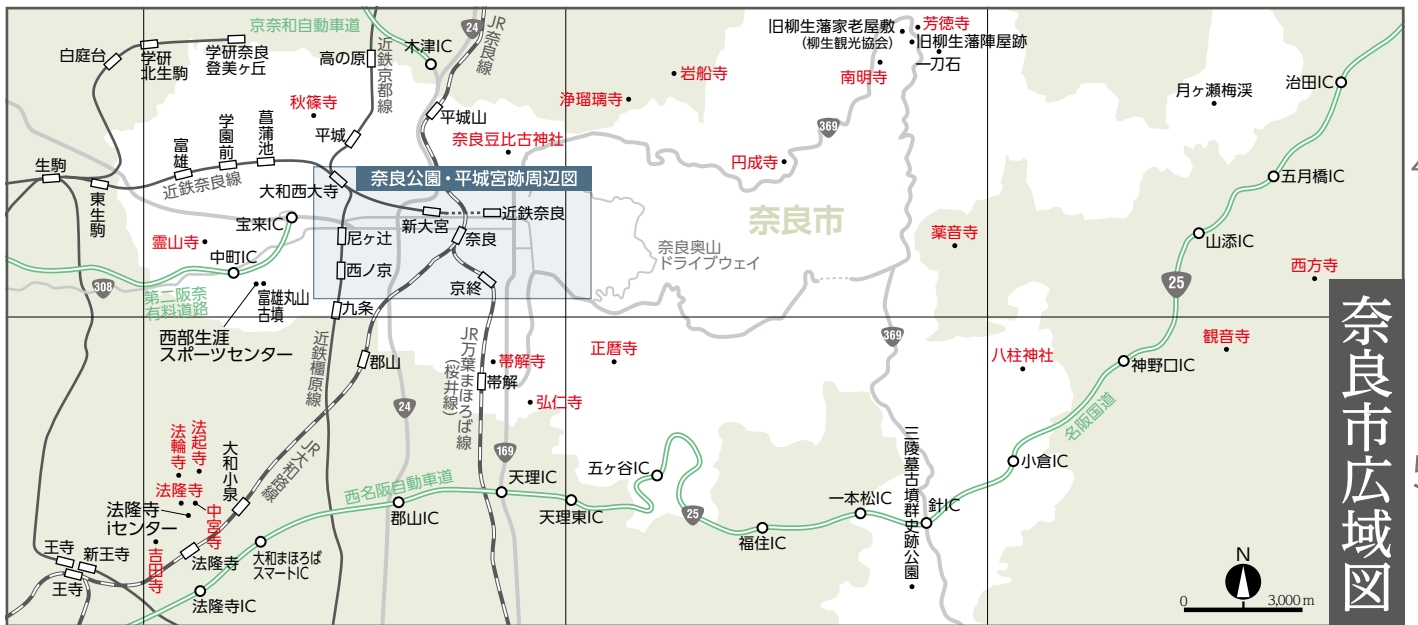 京奈和自動車道
24
JR奈良線
近鉄京都線
木津IC
高の原
白庭台
学研
北生駒
学研奈良
登美ヶ丘
秋篠寺
平城
平城山
奈良豆比古神社
岩船寺
浄瑠璃寺
旧柳生藩家老屋敷
(柳生観光協会)
芳徳寺
旧柳生藩陣屋跡
一刀石
南明寺
369
円成寺
月ヶ瀬梅渓
治田IC
五月橋IC
山添IC
25
薬音寺
西方寺
生駒
東生駒
富雄
学園前
菖蒲池
近鉄奈良線
大和西大寺
奈良公園・平城宮跡周辺図
新大宮
近鉄奈良
奈良
宝来IC
尼ヶ辻
西ノ京
京終
九条
霊山寺
中町IC
308
第二阪奈
有料道路
富雄丸山
古墳
西部生涯
スポーツセンター
奈良市
奈良奥山
ドライブウェイ
近鉄橿原線
郡山
JR万葉まほろば線
(桜井線)
帯解寺
帯解
弘仁寺
正暦寺
369
八柱神社
観音寺
神野口IC
名阪国道
小倉IC
24
169
法輪寺
法起寺
大和小泉
JR大和路線
法隆寺
中宮寺
法隆寺
iセンター
吉田寺
王寺
新王寺
王寺
法隆寺
法隆寺IC
大和まほろば
スマートIC
西名阪自動車道
郡山IC
天理IC
天理東IC
五ヶ谷IC
25
福住IC
一本松IC
針IC
三陵墓古墳群史跡公園
N
0
3,000m
4
5
奈良市広域図